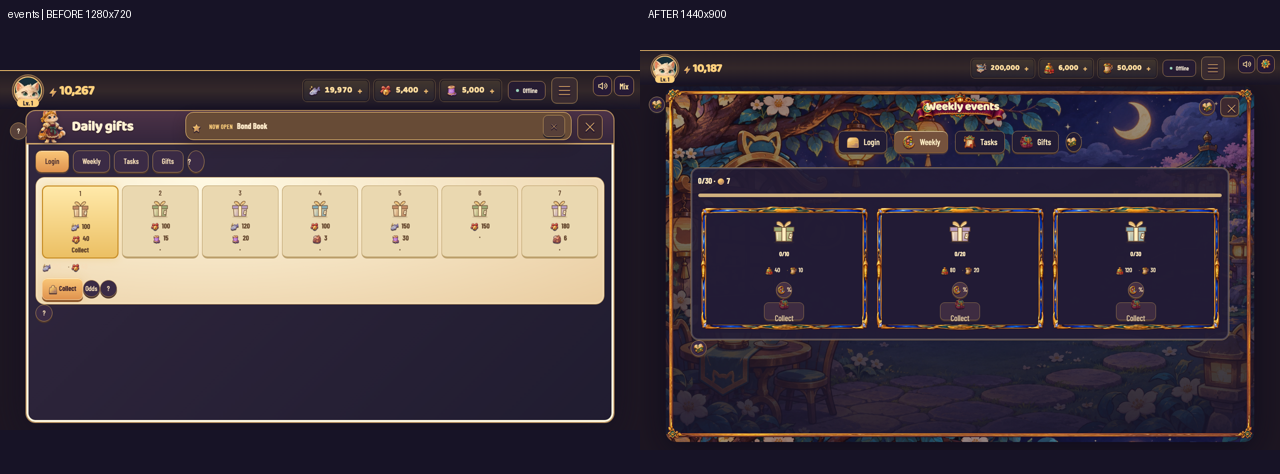 events | BEFORE 1280x720
Lv. 1
10,267
19,970 +
5,400 +
5,000 +
Offline
Mix
?
Daily gifts
NOW OPEN Bond Book
Login
Weekly
Tasks
Gifts
?
1
2
3
4
5
6
7
100
100
120
100
150
150
180
40
15
20
3
30
-
6
Collect
-
-
-
-
-
Collect
Odds
?
?
AFTER 1440x900
Lv. 1
10,187
200,000 +
6,000 +
50,000 +
Offline
Weekly events
Login
Weekly
Tasks
Gifts
0/30 · 7
0/10
0/20
0/30
40 10
80 20
120 30
%
%
%
Collect
Collect
Collect